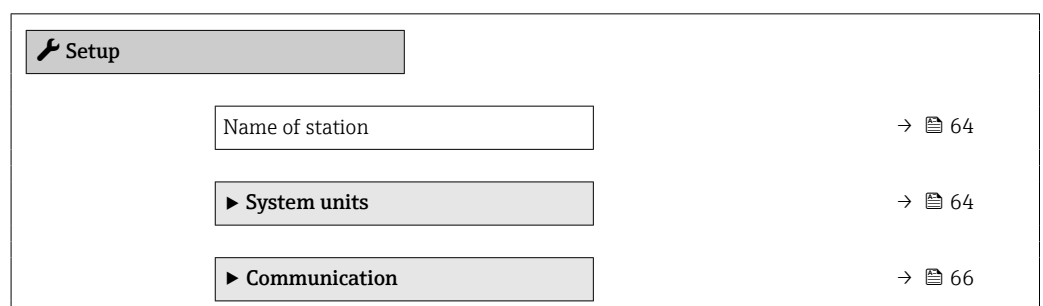 Setup
Name of station → 64
▶ System units → 64
▶ Communication → 66